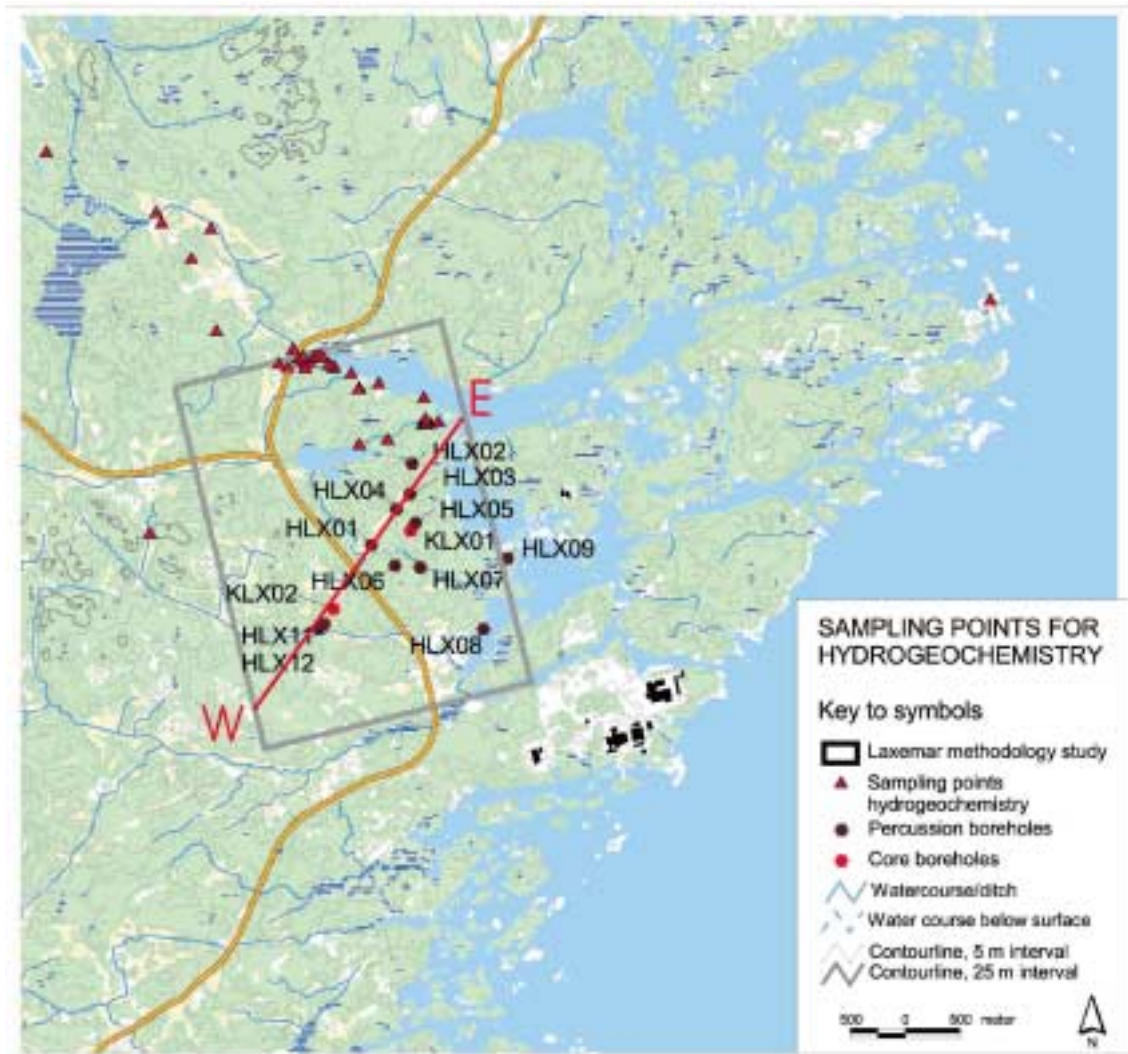 E
HLX02
HLX03
HLX04
HLX05
HLX01
KLX01
HLX09
HLX06
HLX07
KLX02
HLX11
HLX08
HLX12
W
SAMPLING POINTS FOR
HYDROGEOCHEMISTRY
Key to symbols
Laxemar methodology study
Sampling points
hydrogeochemistry
Percussion boreholes
Core boreholes
Watercourse/ditch
Water course below surface
Contourline, 5 m interval
Contourline, 25 m interval
500 0 500 meter
N